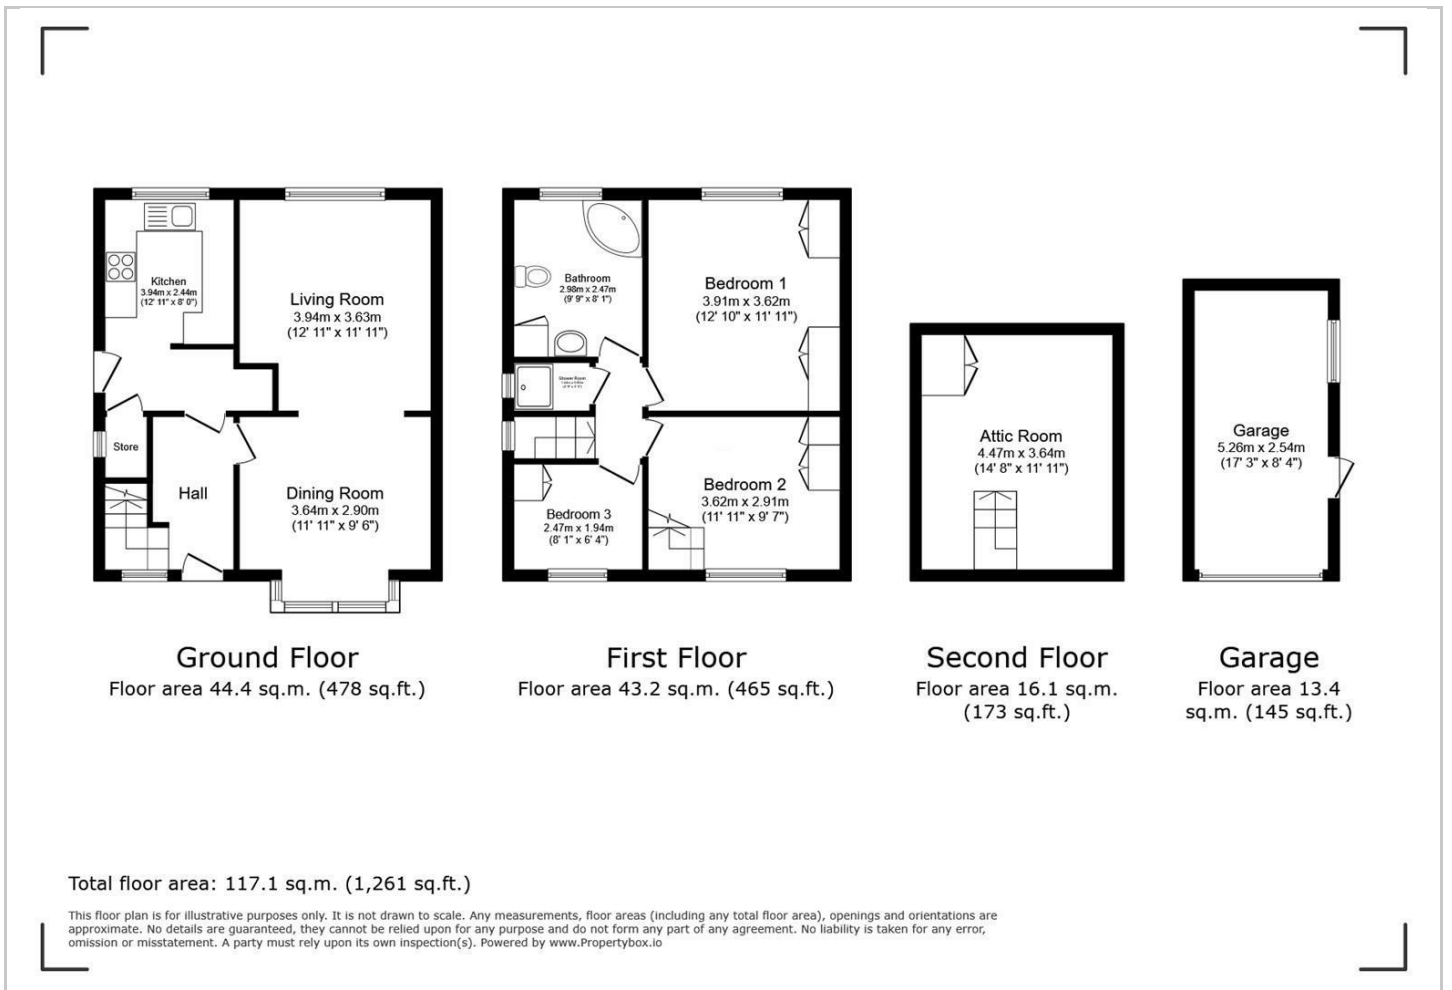 Kitchen
3.94m x 2.44m
(12' 11" x 8' 0")
Living Room
3.94m x 3.63m
(12' 11" x 11' 11")
Store
Hall
Dining Room
3.64m x 2.90m
(11' 11" x 9' 6")
Ground Floor
Floor area 44.4 sq.m. (478 sq.ft.)
Bathroom
2.98m x 2.47m
(9' 9" x 8' 1")
Bedroom 1
3.91m x 3.62m
(12' 10" x 11' 11")
Shower Room
Bedroom 2
3.62m x 2.91m
(11' 11" x 9' 7")
Bedroom 3
2.47m x 1.94m
(8' 1" x 6' 4")
First Floor
Floor area 43.2 sq.m. (465 sq.ft.)
Attic Room
4.47m x 3.64m
(14' 8" x 11' 11")
Second Floor
Floor area 16.1 sq.m.
(173 sq.ft.)
Garage
5.26m x 2.54m
(17' 3" x 8' 4")
Garage
Floor area 13.4
sq.m. (145 sq.ft.)
Total floor area: 117.1 sq.m. (1,261 sq.ft.)
This floor plan is for illustrative purposes only. It is not drawn to scale. Any measurements, floor areas (including any total floor area), openings and orientations are
approximate. No details are guaranteed, they cannot be relied upon for any purpose and do not form any part of any agreement. No liability is taken for any error,
omission or misstatement. A party must rely upon its own inspection(s). Powered by www.Propertybox.io